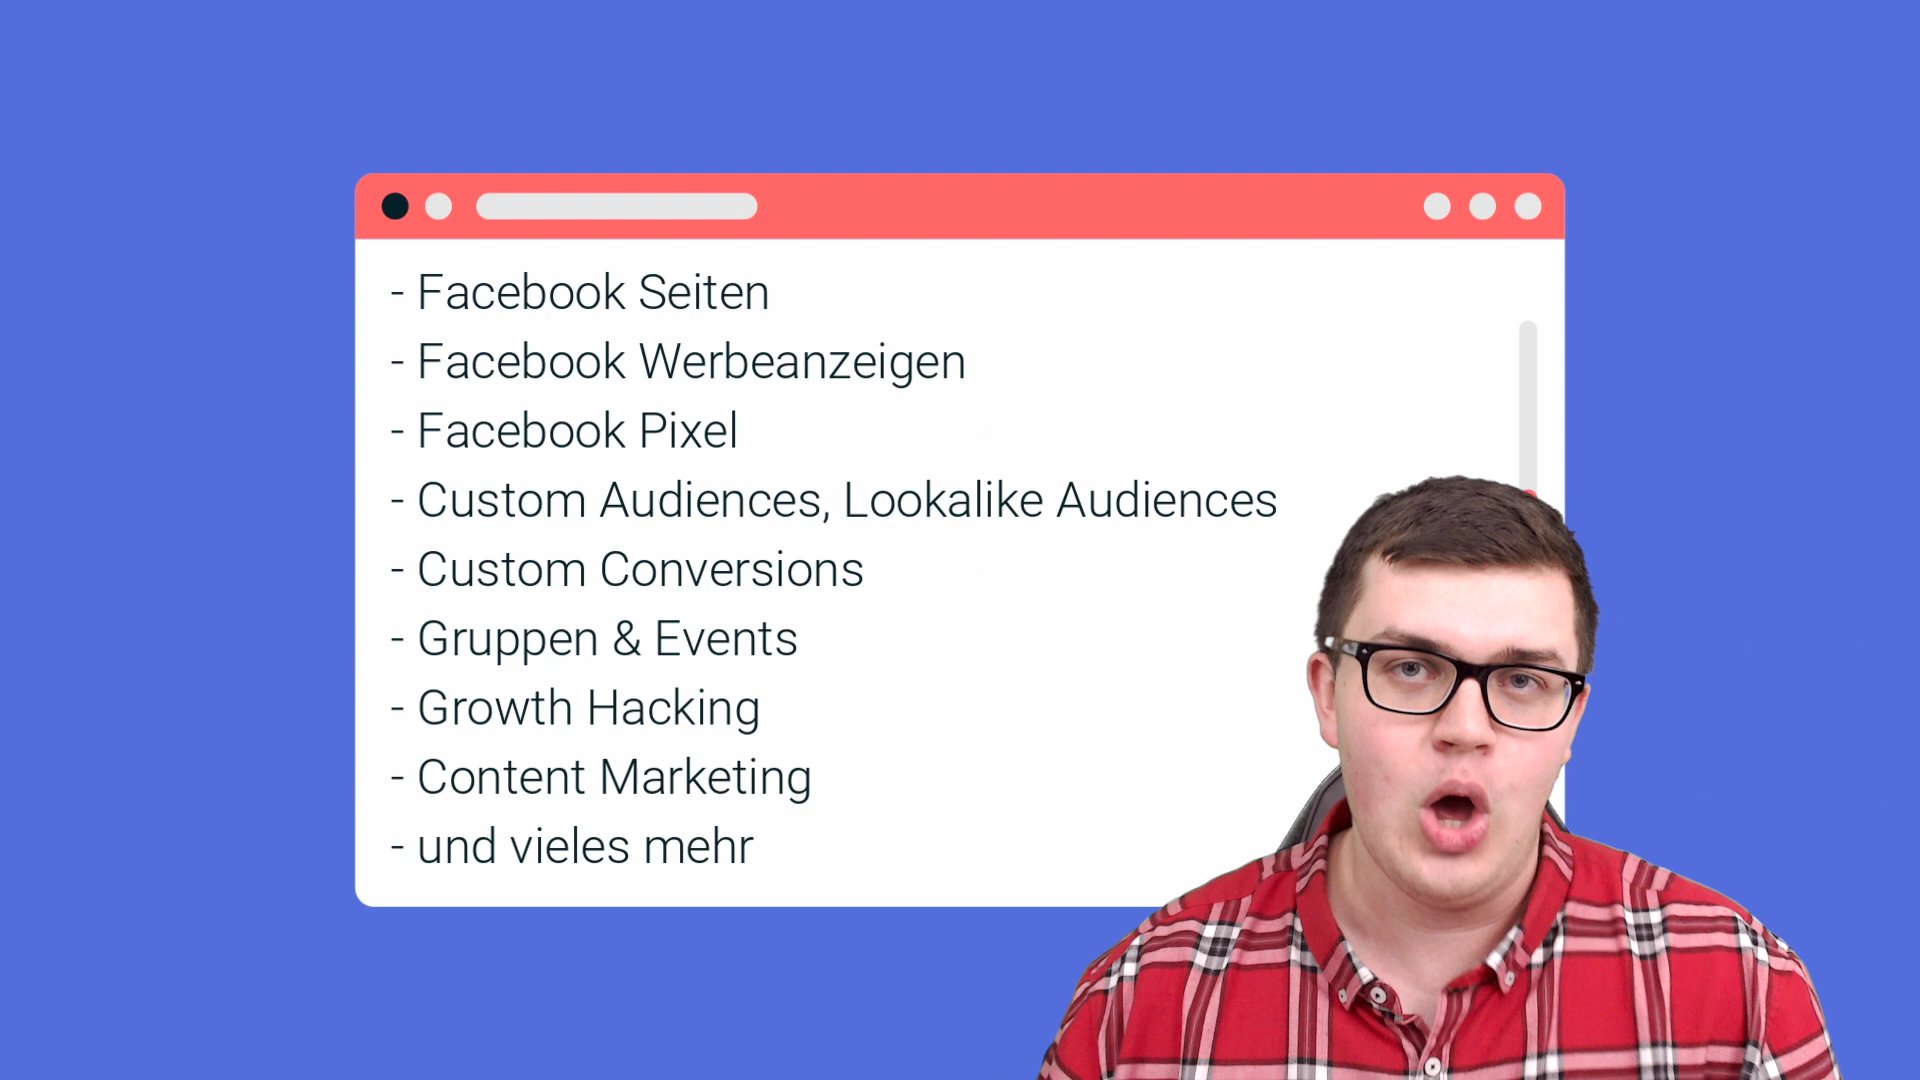 - Facebook Seiten
- Facebook Werbeanzeigen
- Facebook Pixel
- Custom Audiences, Lookalike Audiences
- Custom Conversions
- Gruppen & Events
- Growth Hacking
- Content Marketing
- und vieles mehr